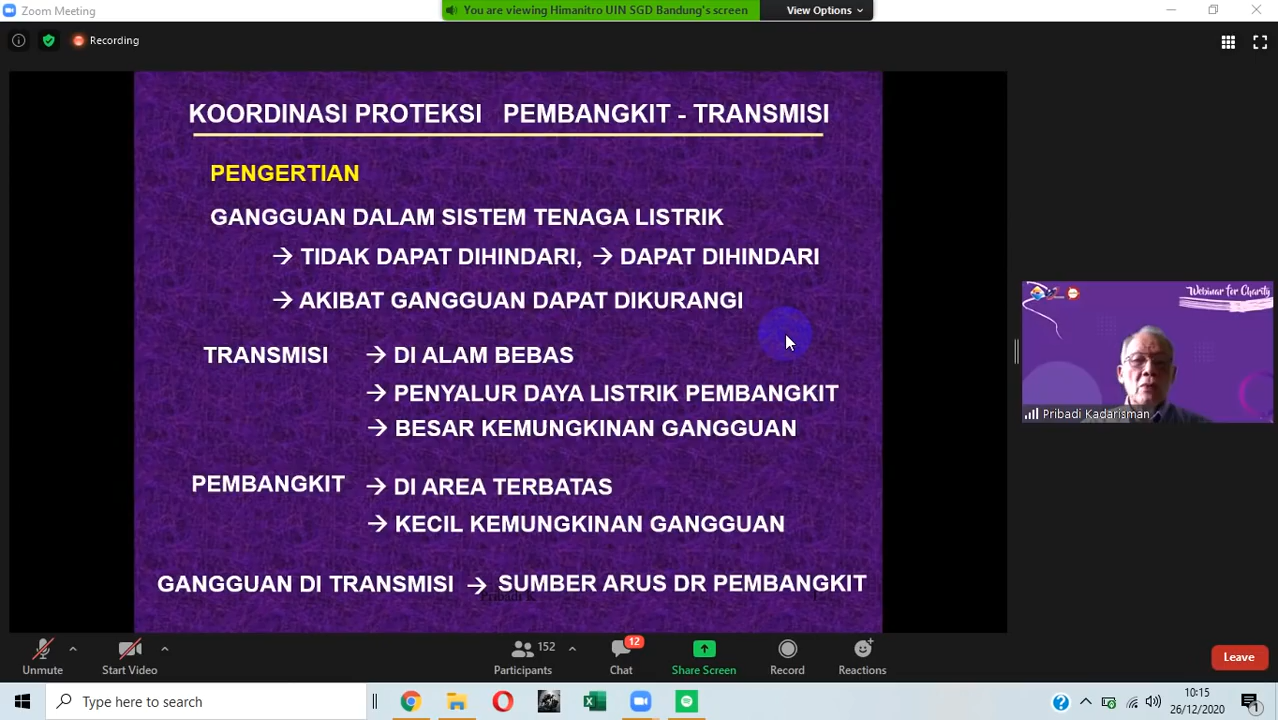 Zoom Meeting
You are viewing Himanitro UIN SGD Bandung's screen
View Options
Recording
KOORDINASI PROTEKSI PEMBANGKIT - TRANSMISI
PENGERTIAN
GANGGUAN DALAM SISTEM TENAGA LISTRIK
→ TIDAK DAPAT DIHINDARI, → DAPAT DIHINDARI
→ AKIBAT GANGGUAN DAPAT DIKURANGI
TRANSMISI → DI ALAM BEBAS
→ PENYALUR DAYA LISTRIK PEMBANGKIT
→ BESAR KEMUNGKINAN GANGGUAN
PEMBANGKIT → DI AREA TERBATAS
→ KECIL KEMUNGKINAN GANGGUAN
GANGGUAN DI TRANSMISI → SUMBER ARUS DR PEMBANGKIT
Pribadi K
Webinar for Charity
Pribadi Kadarisman
Unmute
Start Video
152
Participants
12
Chat
Share Screen
Record
Reactions
Leave
Type here to search
10:15
26/12/2020
1